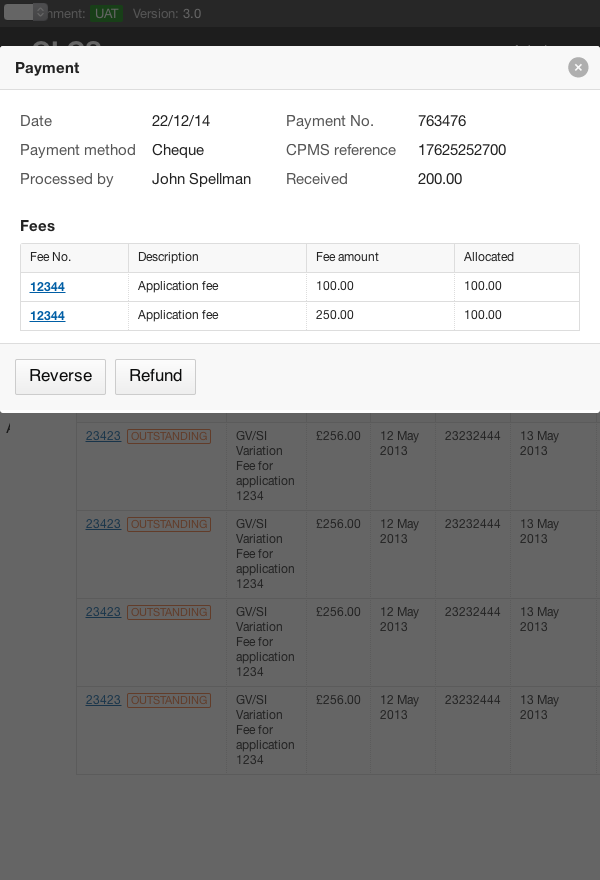 nment: UAT Version: 3.0
Payment
Date 22/12/14 Payment No. 763476
Payment method Cheque CPMS reference 17625252700
Processed by John Spellman Received 200.00
Fees
Fee No. Description Fee amount Allocated
12344 Application fee 100.00 100.00
12344 Application fee 250.00 100.00
Reverse Refund
23423 OUTSTANDING GV/SI £256.00 12 May 23232444 13 May
Variation 2013 2013
Fee for
application
1234
23423 OUTSTANDING GV/SI £256.00 12 May 23232444 13 May
Variation 2013 2013
Fee for
application
1234
23423 OUTSTANDING GV/SI £256.00 12 May 23232444 13 May
Variation 2013 2013
Fee for
application
1234
23423 OUTSTANDING GV/SI £256.00 12 May 23232444 13 May
Variation 2013 2013
Fee for
application
1234